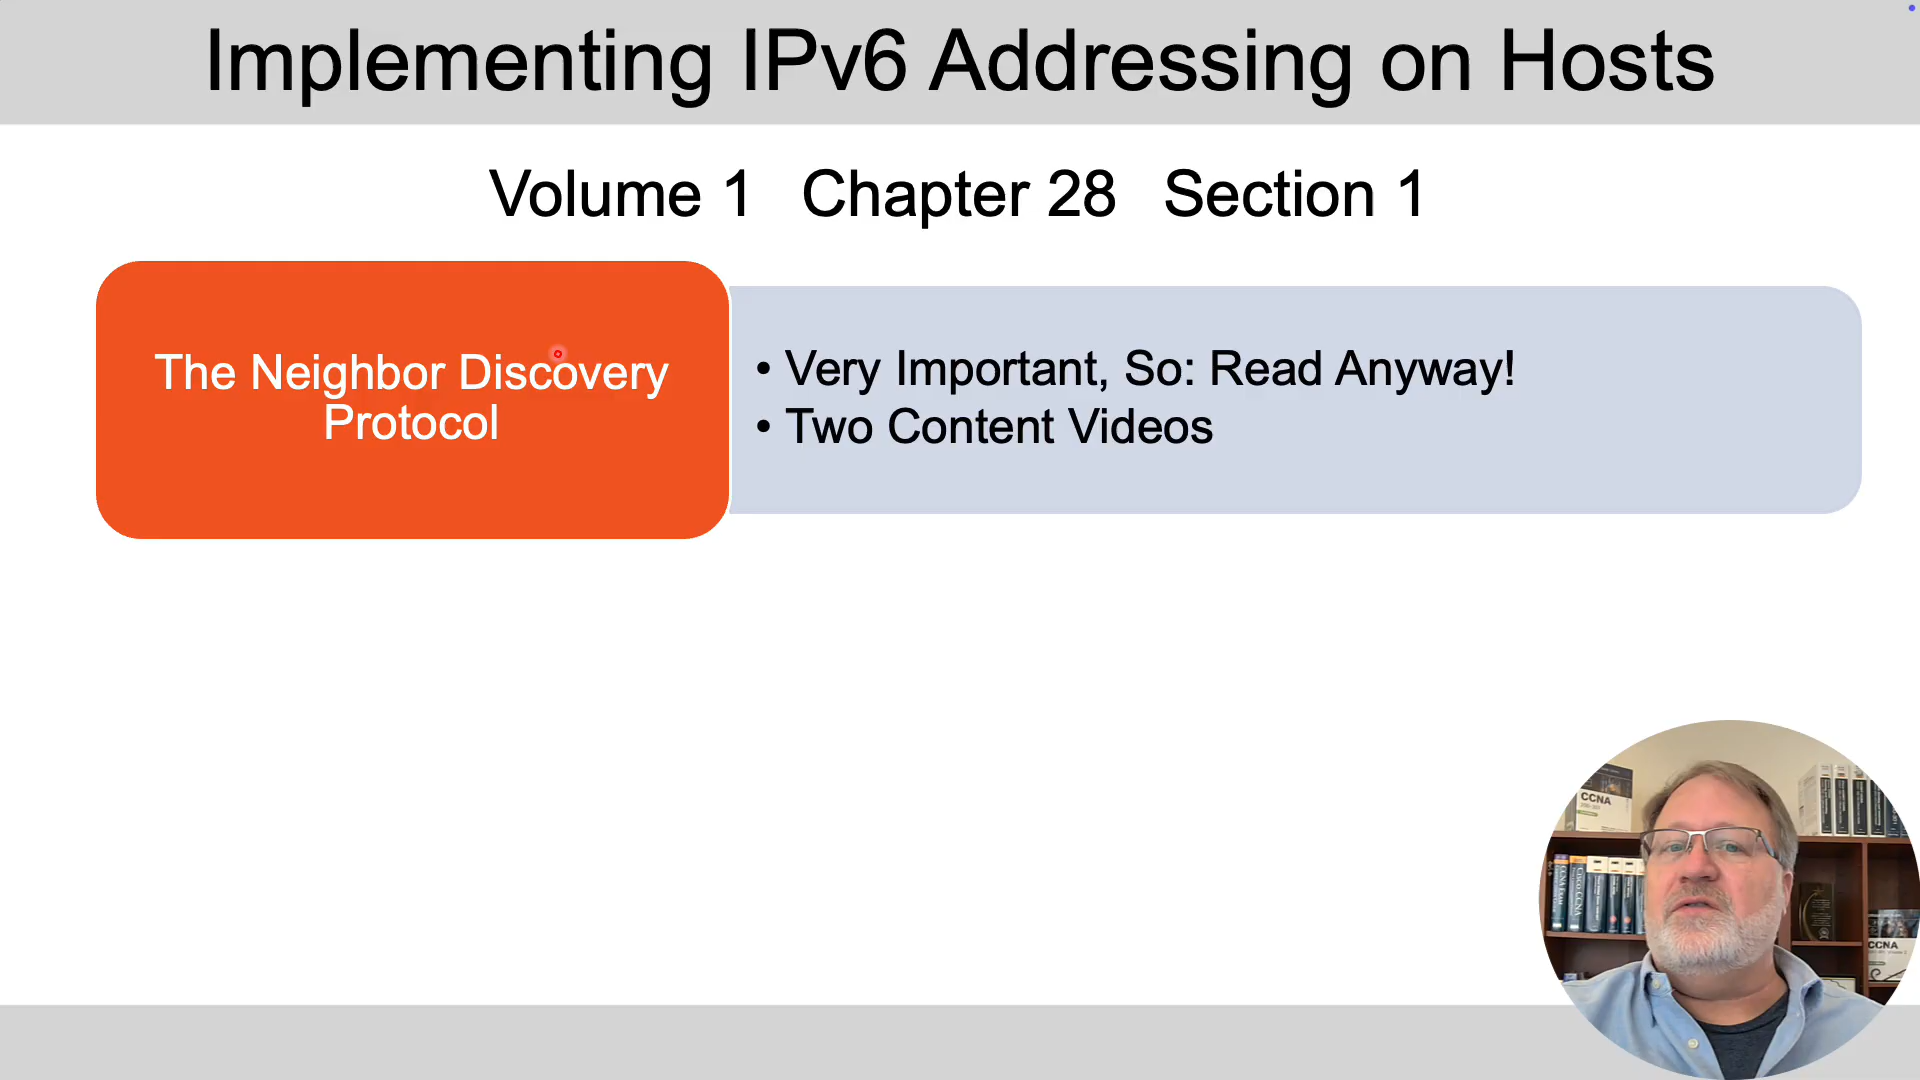 Implementing IPv6 Addressing on Hosts
Volume 1 Chapter 28 Section 1
The Neighbor Discovery
Protocol
• Very Important, So: Read Anyway!
• Two Content Videos
CCNA
CCNA